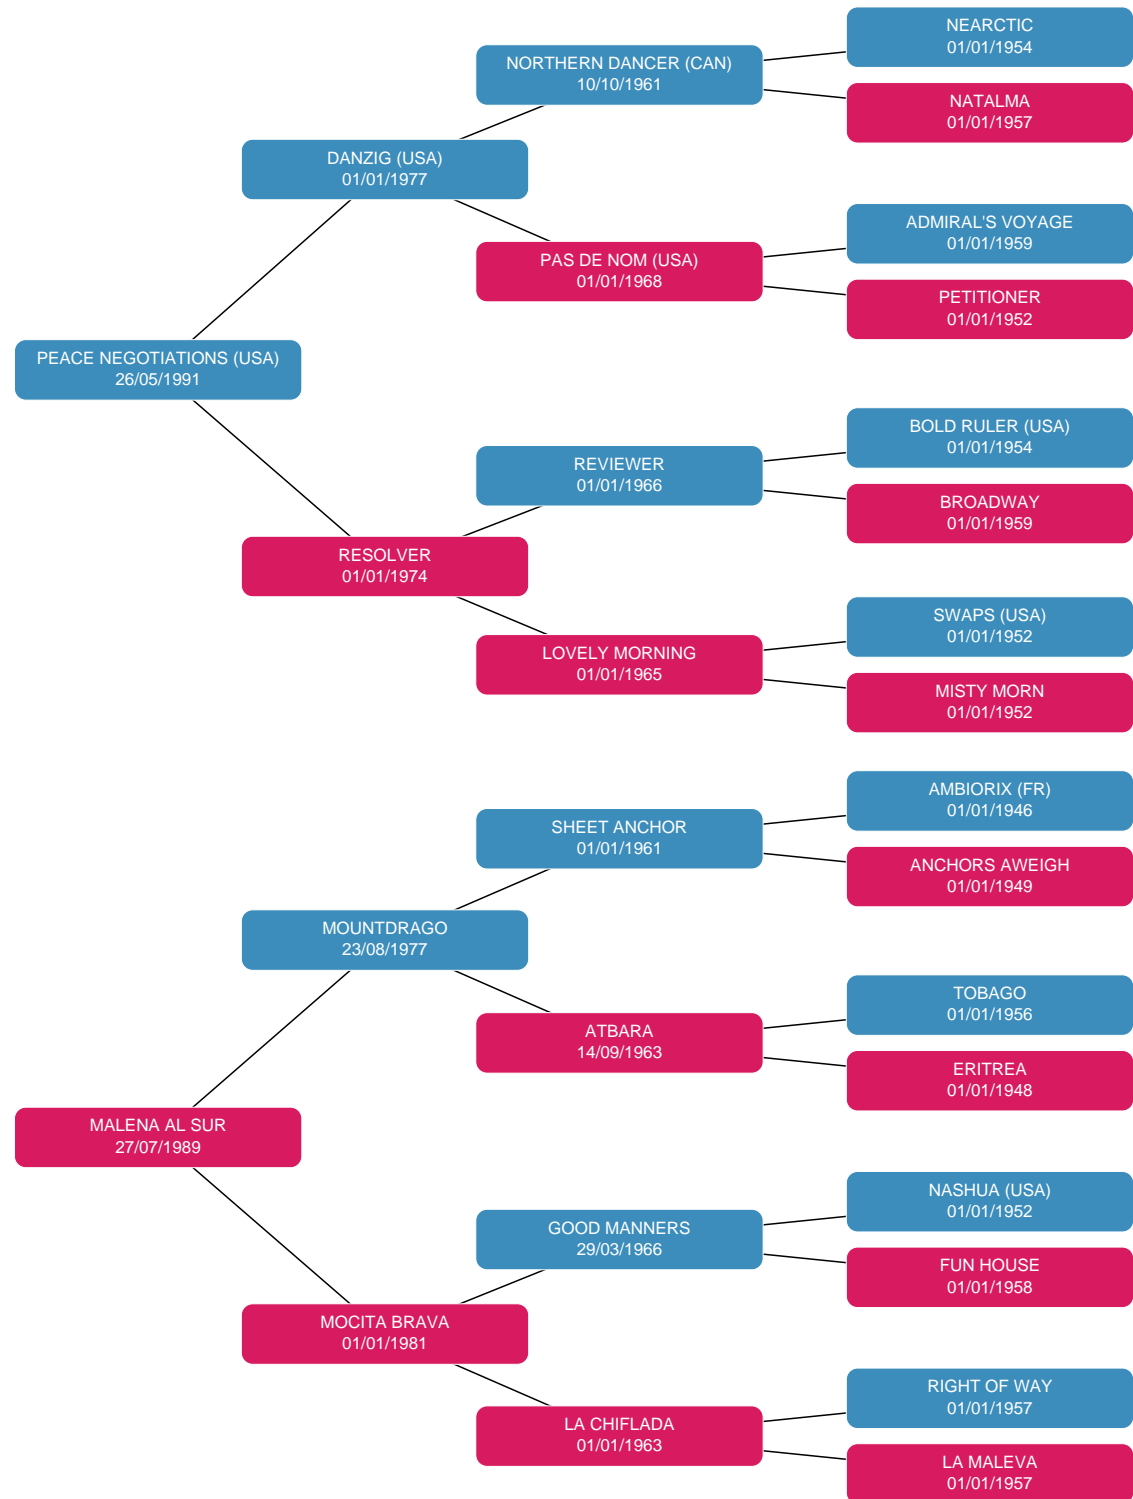 NEARCTIC
01/01/1954
NORTHERN DANCER (CAN)
10/10/1961
NATALMA
01/01/1957
DANZIG (USA)
01/01/1977
ADMIRAL'S VOYAGE
01/01/1959
PAS DE NOM (USA)
01/01/1968
PETITIONER
01/01/1952
PEACE NEGOTIATIONS (USA)
26/05/1991
BOLD RULER (USA)
01/01/1954
REVIEWER
01/01/1966
BROADWAY
01/01/1959
RESOLVER
01/01/1974
SWAPS (USA)
01/01/1952
LOVELY MORNING
01/01/1965
MISTY MORN
01/01/1952
AMBIORIX (FR)
01/01/1946
SHEET ANCHOR
01/01/1961
ANCHORS AWEIGH
01/01/1949
MOUNTDRAGO
23/08/1977
TOBAGO
01/01/1956
ATBARA
14/09/1963
ERITREA
01/01/1948
MALENA AL SUR
27/07/1989
NASHUA (USA)
01/01/1952
GOOD MANNERS
29/03/1966
FUN HOUSE
01/01/1958
MOCITA BRAVA
01/01/1981
RIGHT OF WAY
01/01/1957
LA CHIFLADA
01/01/1963
LA MALEVA
01/01/1957